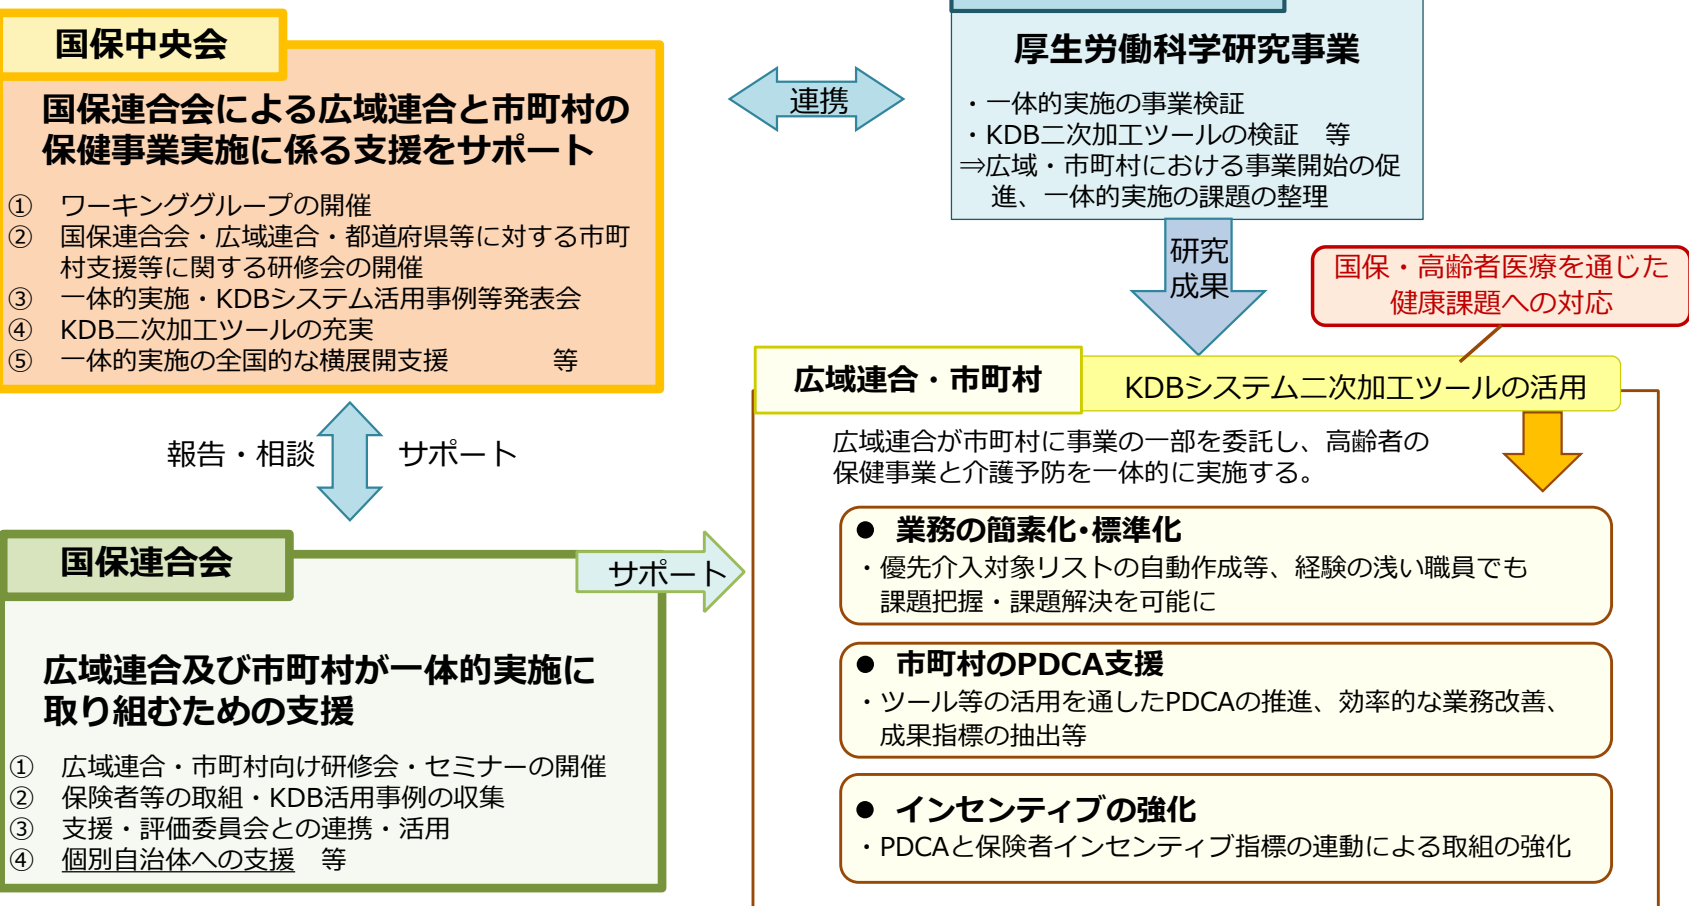 国保中央会
国保連合会による広域連合と市町村の
保健事業実施に係る支援をサポート
① ワーキンググループの開催
② 国保連合会・広域連合・都道府県等に対する市町
村支援等に関する研修会の開催
③ 一体的実施・KDBシステム活用事例等発表会
④ KDB二次加工ツールの充実
⑤ 一体的実施の全国的な横展開支援 等
連携
厚生労働科学研究事業
・一体的実施の事業検証
・KDB二次加工ツールの検証 等
⇒広域・市町村における事業開始の促
進、一体的実施の課題の整理
研究
成果
国保・高齢者医療を通じた
健康課題への対応
報告・相談
サポート
国保連合会
サポート
広域連合及び市町村が一体的実施に
取り組むための支援
① 広域連合・市町村向け研修会・セミナーの開催
② 保険者等の取組・KDB活用事例の収集
③ 支援・評価委員会との連携・活用
④ 個別自治体への支援 等
広域連合・市町村
KDBシステム二次加工ツールの活用
広域連合が市町村に事業の一部を委託し、高齢者の
保健事業と介護予防を一体的に実施する。
● 業務の簡素化・標準化
・優先介入対象リストの自動作成等、経験の浅い職員でも
課題把握・課題解決を可能に
● 市町村のPDCA支援
・ツール等の活用を通したPDCAの推進、効率的な業務改善、
成果指標の抽出等
● インセンティブの強化
・PDCAと保険者インセンティブ指標の連動による取組の強化